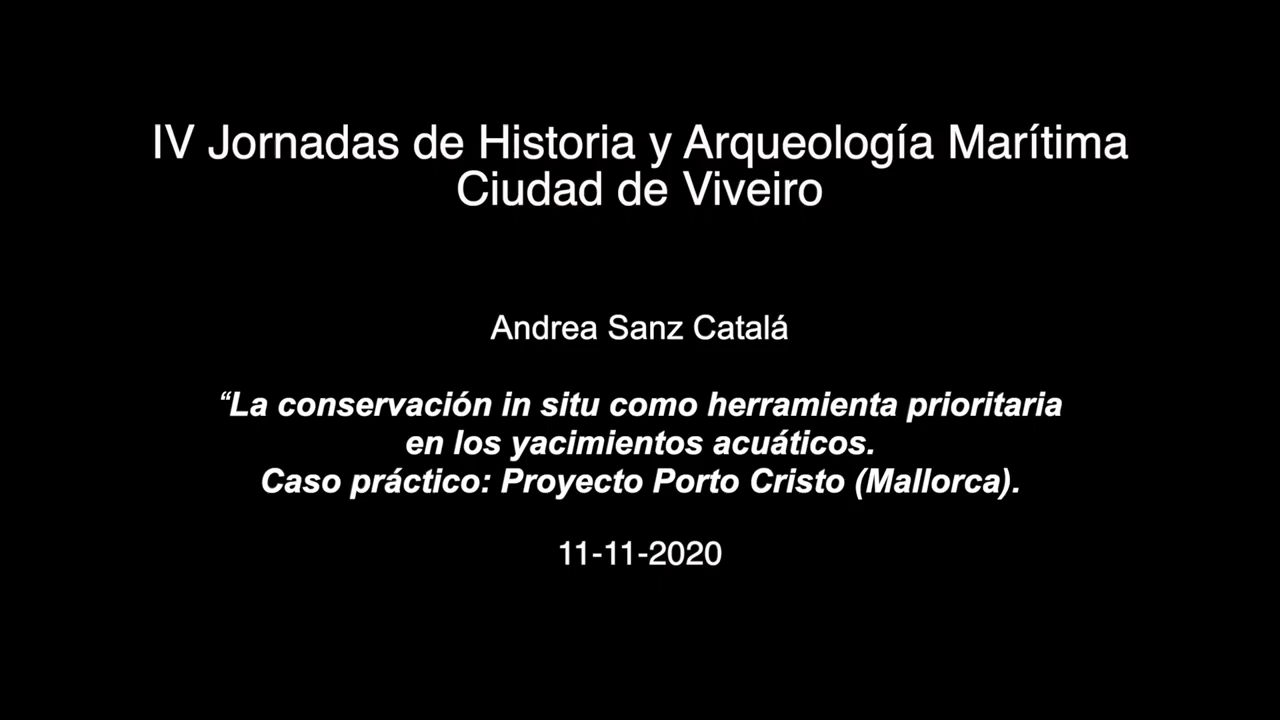 IV Jornadas de Historia y Arqueología Marítima
Ciudad de Viveiro
Andrea Sanz Catalá
“La conservación in situ como herramienta prioritaria
en los yacimientos acuáticos.
Caso práctico: Proyecto Porto Cristo (Mallorca).
11-11-2020